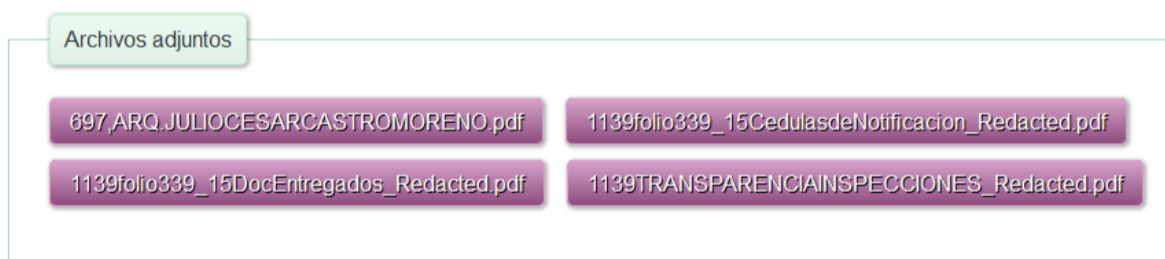 Archivos adjuntos
697,ARQ.JULIOCESARCASTROMORENO.pdf
1139folio339_15CedulasdeNotificacion_Redacted.pdf
1139folio339_15DocEntregados_Redacted.pdf
1139TRANSPARENCIAINSPECCIONES_Redacted.pdf